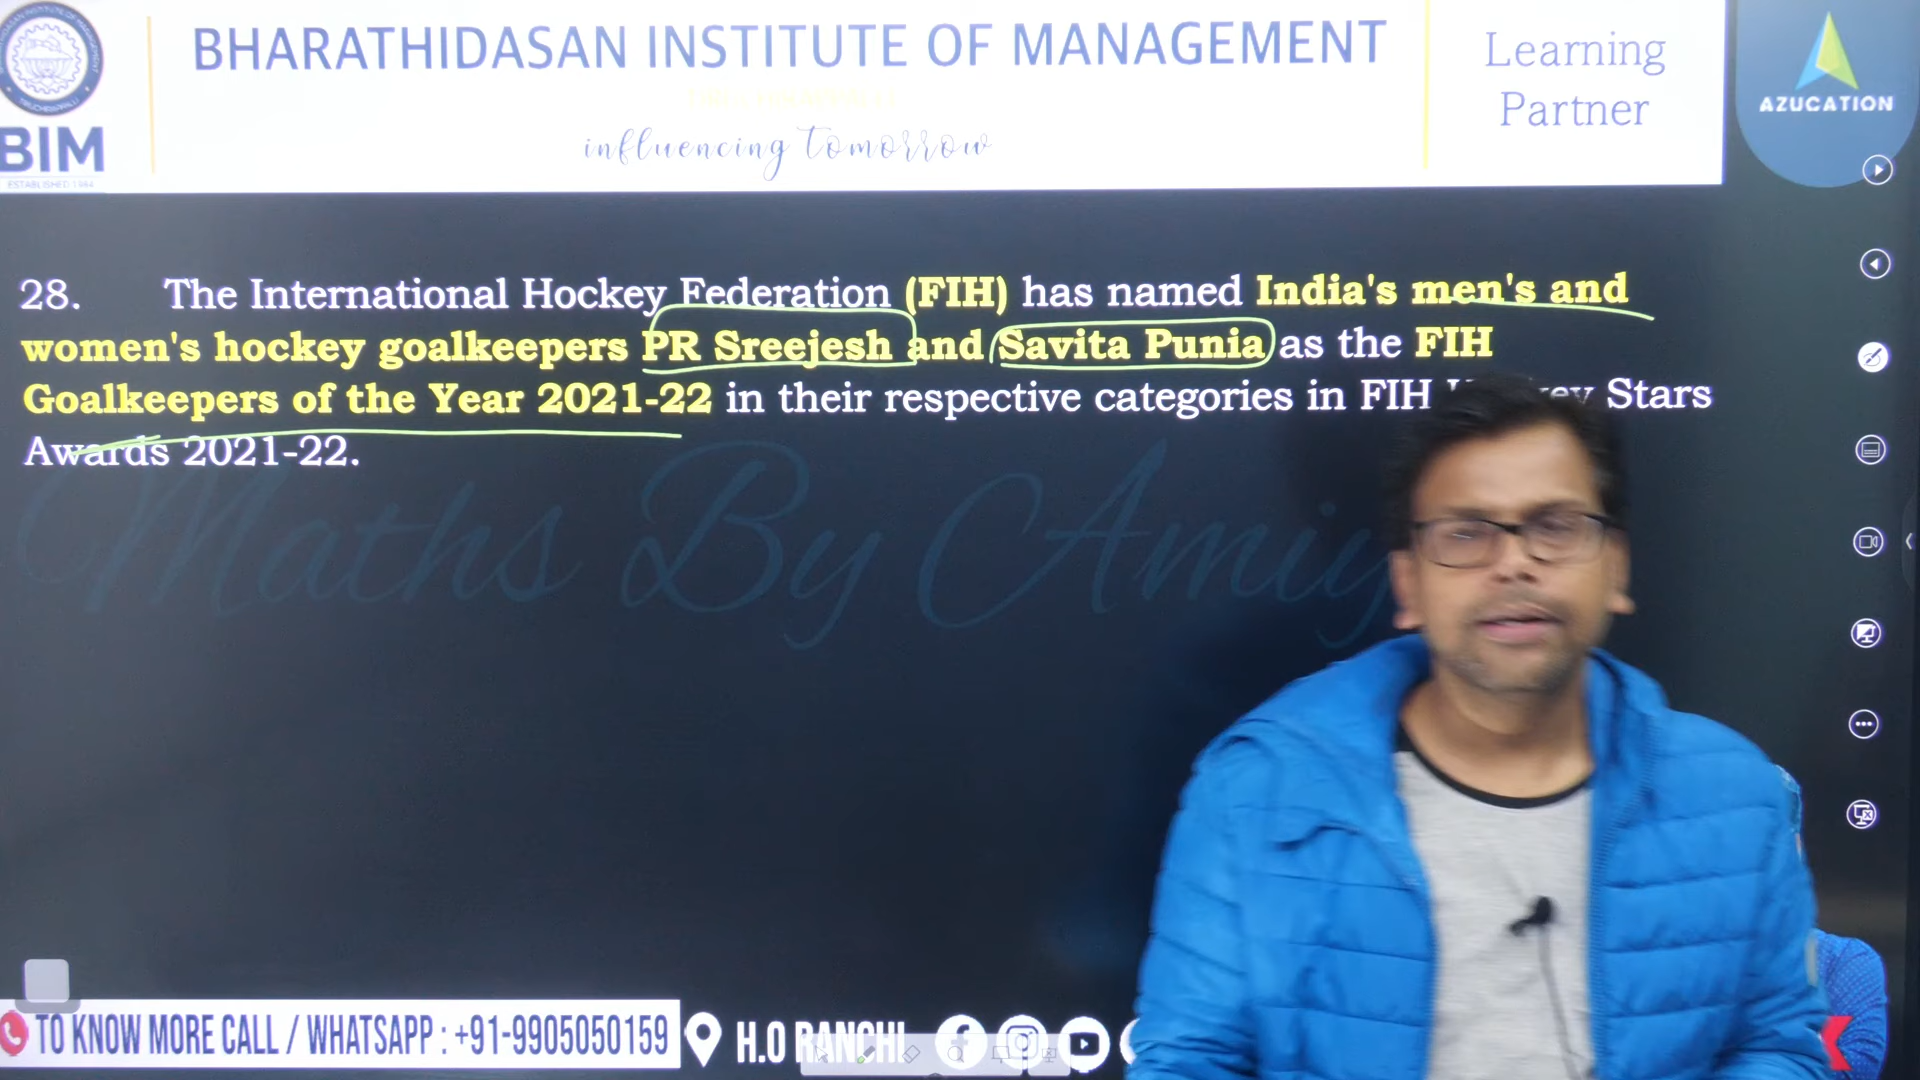 BHARATHIDASAN INSTITUTE OF MANAGEMENT
influencing tomorrow
BIM
ESTABLISHED 1984
Learning
Partner
AZUCATION
28. The International Hockey Federation (FIH) has named India's men's and
women's hockey goalkeepers PR Sreejesh and Savita Punia as the FIH
Goalkeepers of the Year 2021-22 in their respective categories in FIH Stars
Awards 2021-22.
Maths By
TO KNOW MORE CALL / WHATSAPP : +91-9905050159
H.O RANCHI